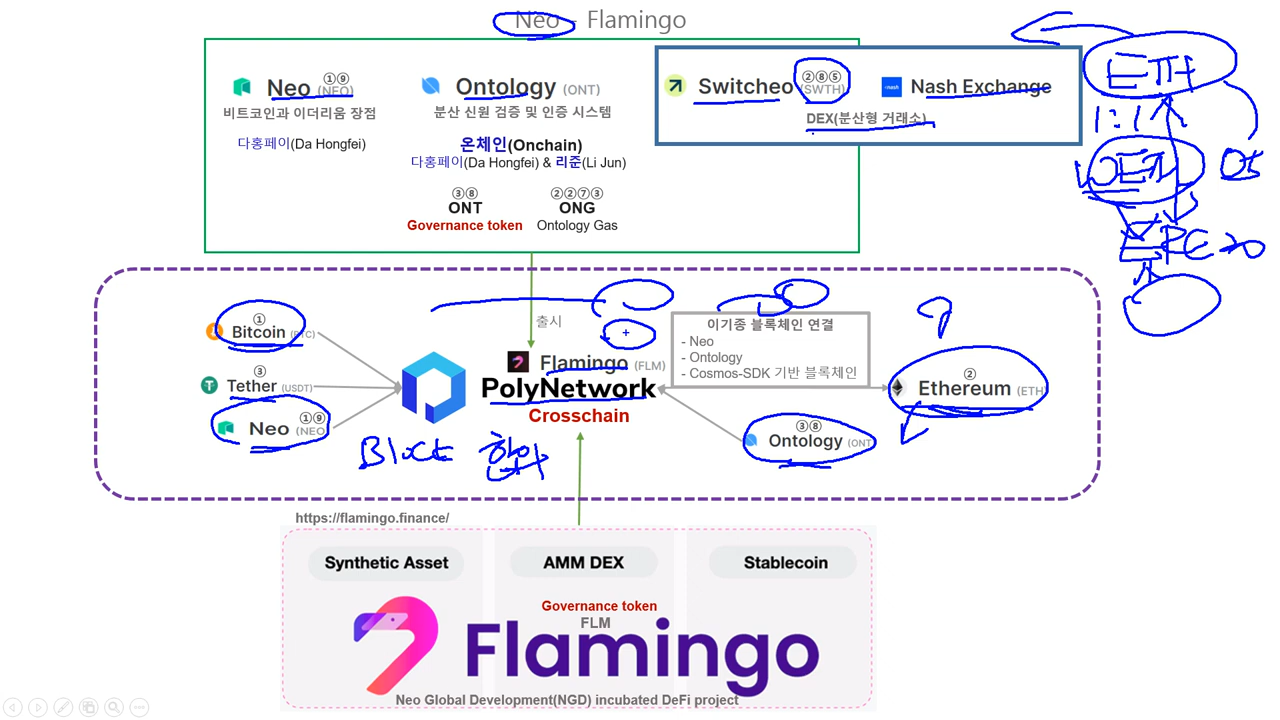 Neo - Flamingo
Neo ①⑨ (NEO)
비트코인과 이더리움 장점
다홍페이(Da Hongfei)
Ontology (ONT)
분산 신원 검증 및 인증 시스템
온체인(Onchain)
다홍페이(Da Hongfei) & 리준(Li Jun)
③⑧
ONT
Governance token
②②⑦③
ONG
Ontology Gas
Switcheo ②⑧⑤ (SWTH)
nash Nash Exchange
DEX(분산형 거래소)
ETH
1:1
출시
①
Bitcoin (BTC)
③
Tether (USDT)
Neo ①⑨ (NEO)
Flamingo (FLM)
PolyNetwork
Crosschain
Block
이기종 블록체인 연결
- Neo
- Ontology
- Cosmos-SDK 기반 블록체인
②
Ethereum (ETH
③⑧
Ontology (ONT)
https://flamingo.finance/
Synthetic Asset
AMM DEX
Stablecoin
Governance token
FLM
Flamingo
Neo Global Development(NGD) incubated DeFi project